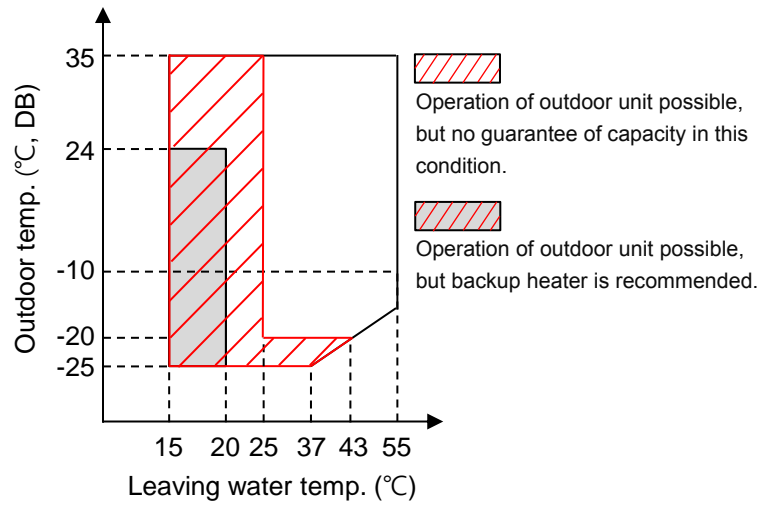 Outdoor temp. (℃, DB)
35
24
-10
-20
-25
15 20 25 37 43 55
Leaving water temp. (℃)
Operation of outdoor unit possible,
but no guarantee of capacity in this
condition.
Operation of outdoor unit possible,
but backup heater is recommended.